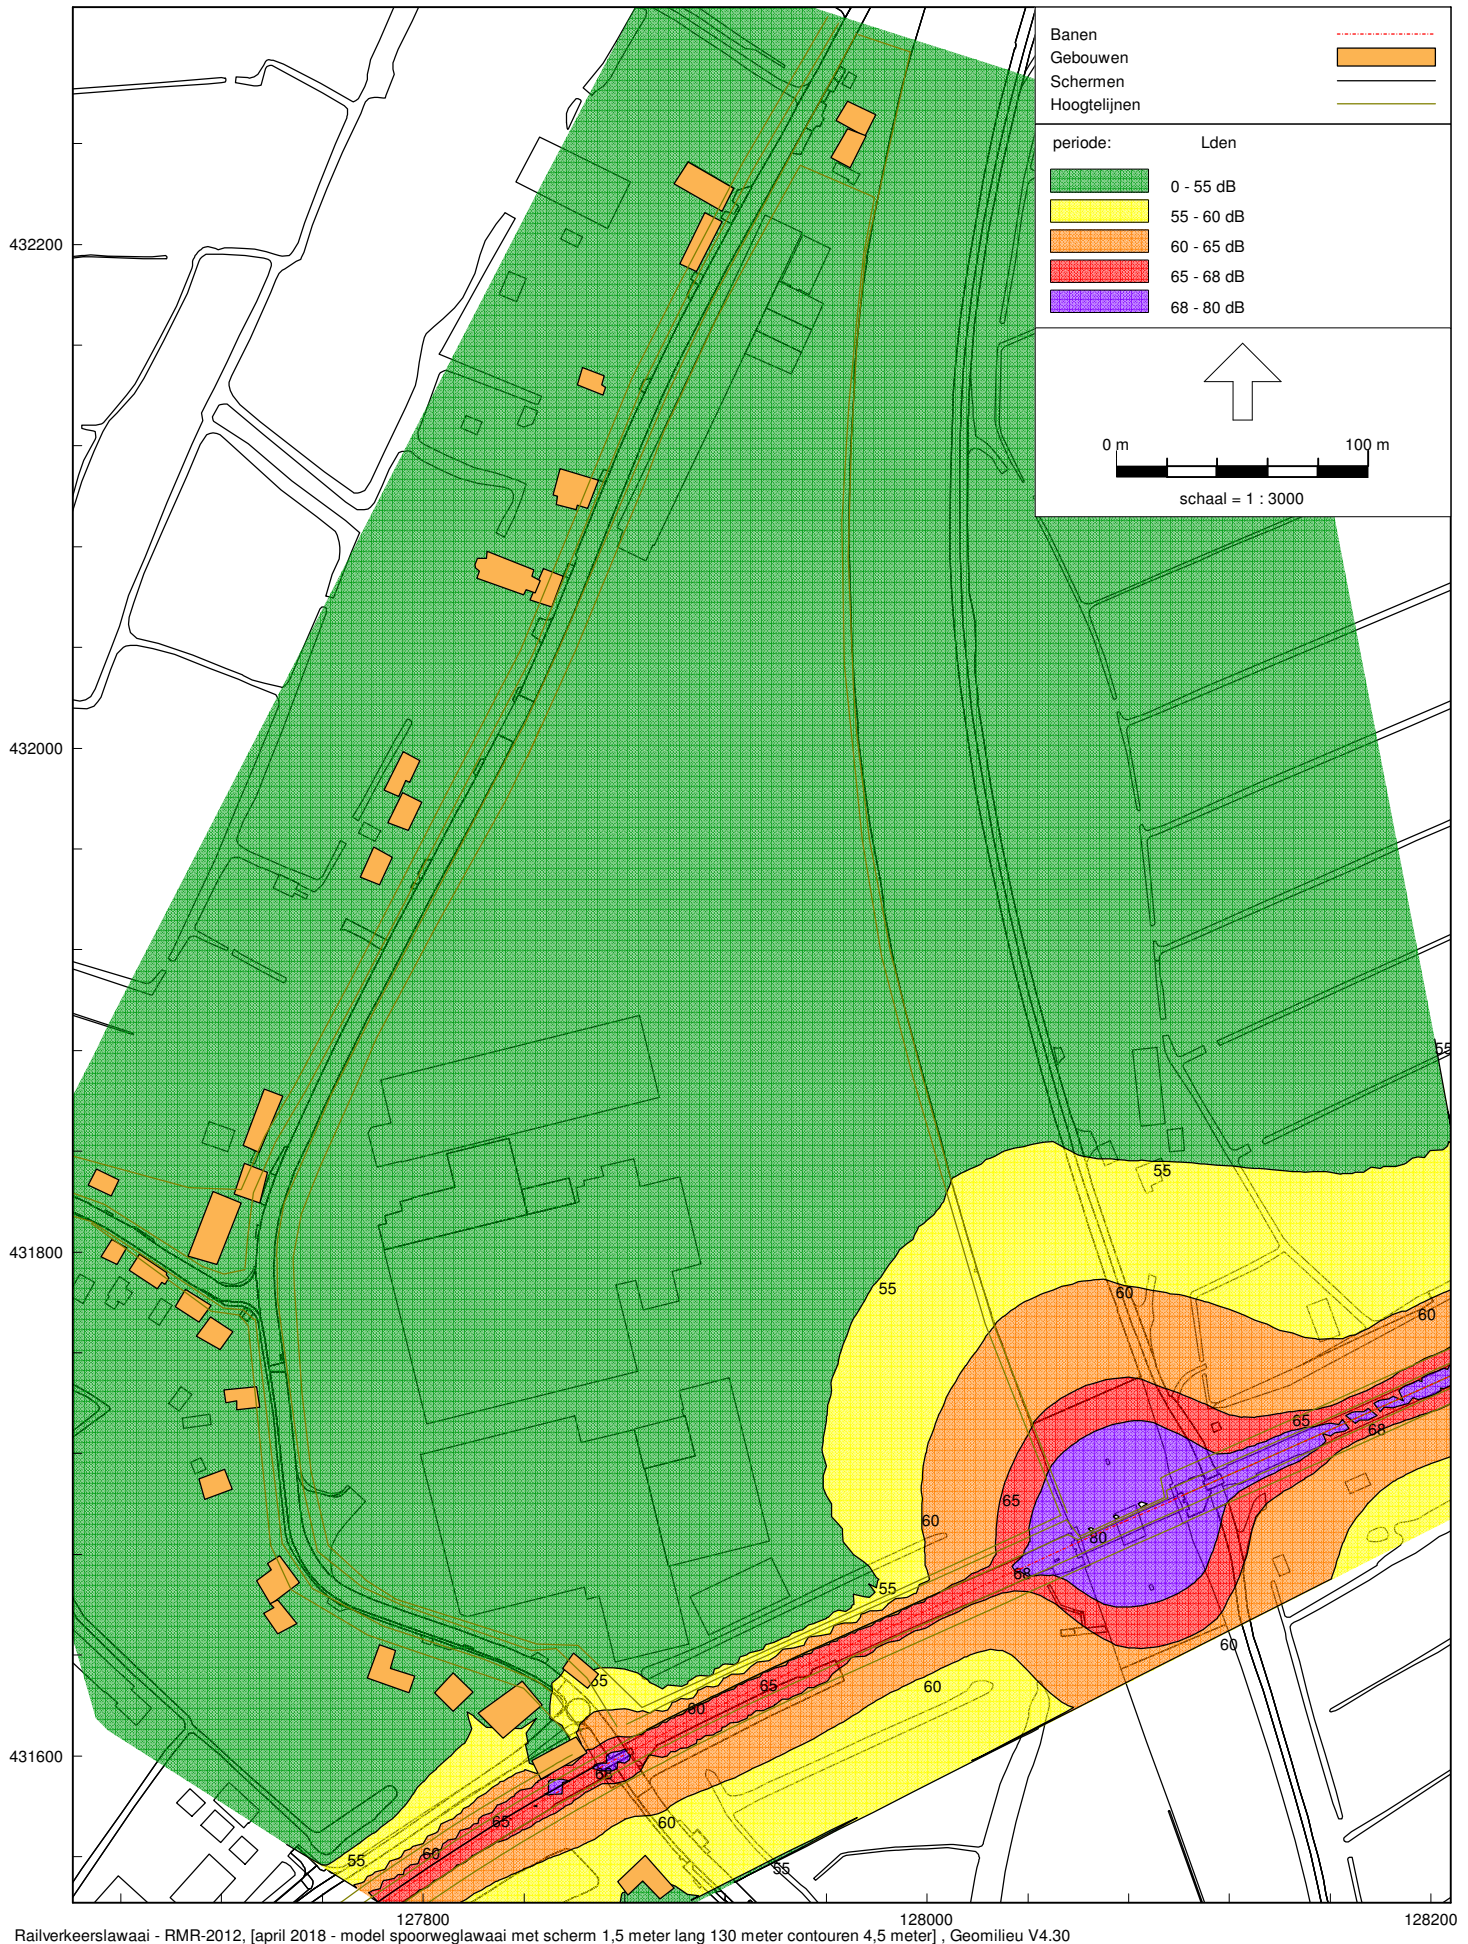 Banen
Gebouwen
Schermen
Hoogtelijnen
periode: Lden
0 - 55 dB
55 - 60 dB
60 - 65 dB
65 - 68 dB
68 - 80 dB
0 m 100 m
schaal = 1 : 3000
432200
432000
55
55
431800
55
60
60
65
68
65
60
80
68
55
60
55
65
60
60
431600
68
65
60
60
55
55
127800 128000 128200
Railverkeerslawaai - RMR-2012, [april 2018 - model spoorweglawaai met scherm 1,5 meter lang 130 meter contouren 4,5 meter] , Geomilieu V4.30